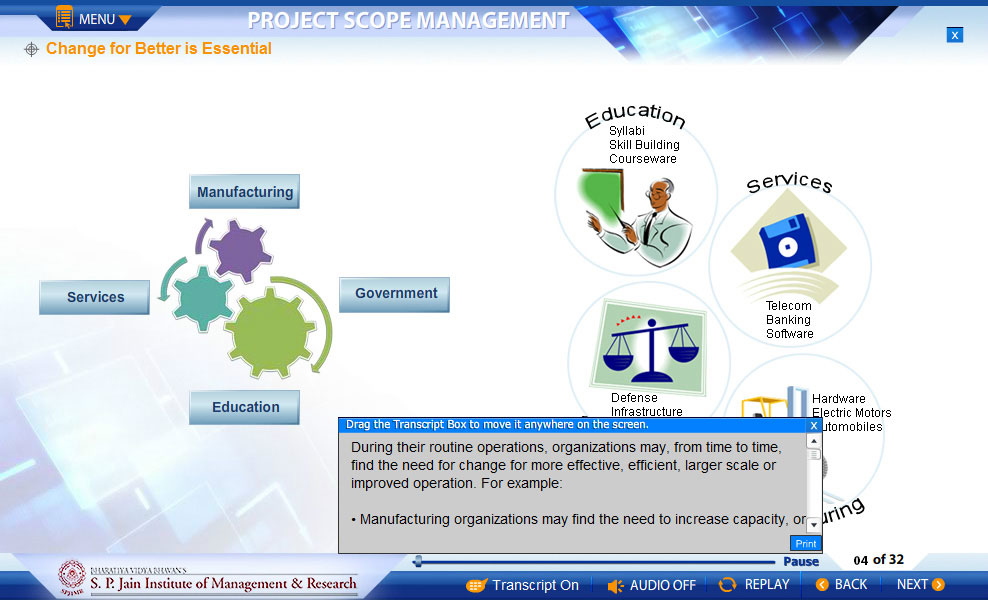 MENU
PROJECT SCOPE MANAGEMENT
X
Change for Better is Essential
Manufacturing
Services
Government
Education
Education
Syllabi
Skill Building
Courseware
Services
Telecom
Banking
Software
Defense
Infrastructure
Hardware
Electric Motors
utomobiles
uring
Drag the Transcript Box to move it anywhere on the screen.
X
During their routine operations, organizations may, from time to time,
find the need for change for more effective, efficient, larger scale or
improved operation. For example:
• Manufacturing organizations may find the need to increase capacity, or
Print
Pause
04 of 32
BHARATIYA VIDYA BHAVAN'S
S. P. Jain Institute of Management & Research
SPJIMR
Transcript On
AUDIO OFF
REPLAY
BACK
NEXT